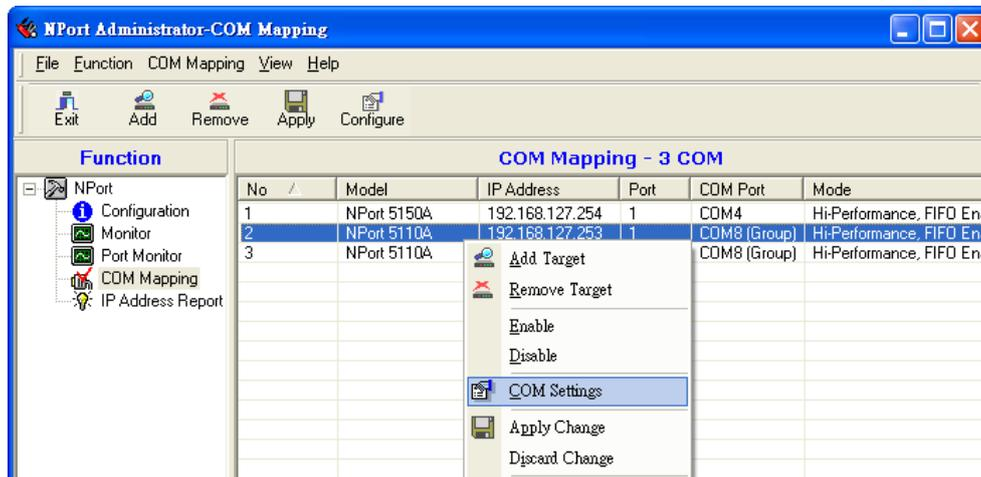 NPort Administrator-COM Mapping
File Function COM Mapping View Help
Exit Add Remove Apply Configure
Function
COM Mapping - 3 COM
NPort
Configuration
Monitor
Port Monitor
COM Mapping
IP Address Report
No Model IP Address Port COM Port Mode
1 NPort 5150A 192.168.127.254 1 COM4 Hi-Performance, FIFO En
2 NPort 5110A 192.168.127.253 1 COM8 (Group) Hi-Performance, FIFO En
3 NPort 5110A COM8 (Group) Hi-Performance, FIFO En
Add Target
Remove Target
Enable
Disable
COM Settings
Apply Change
Discard Change